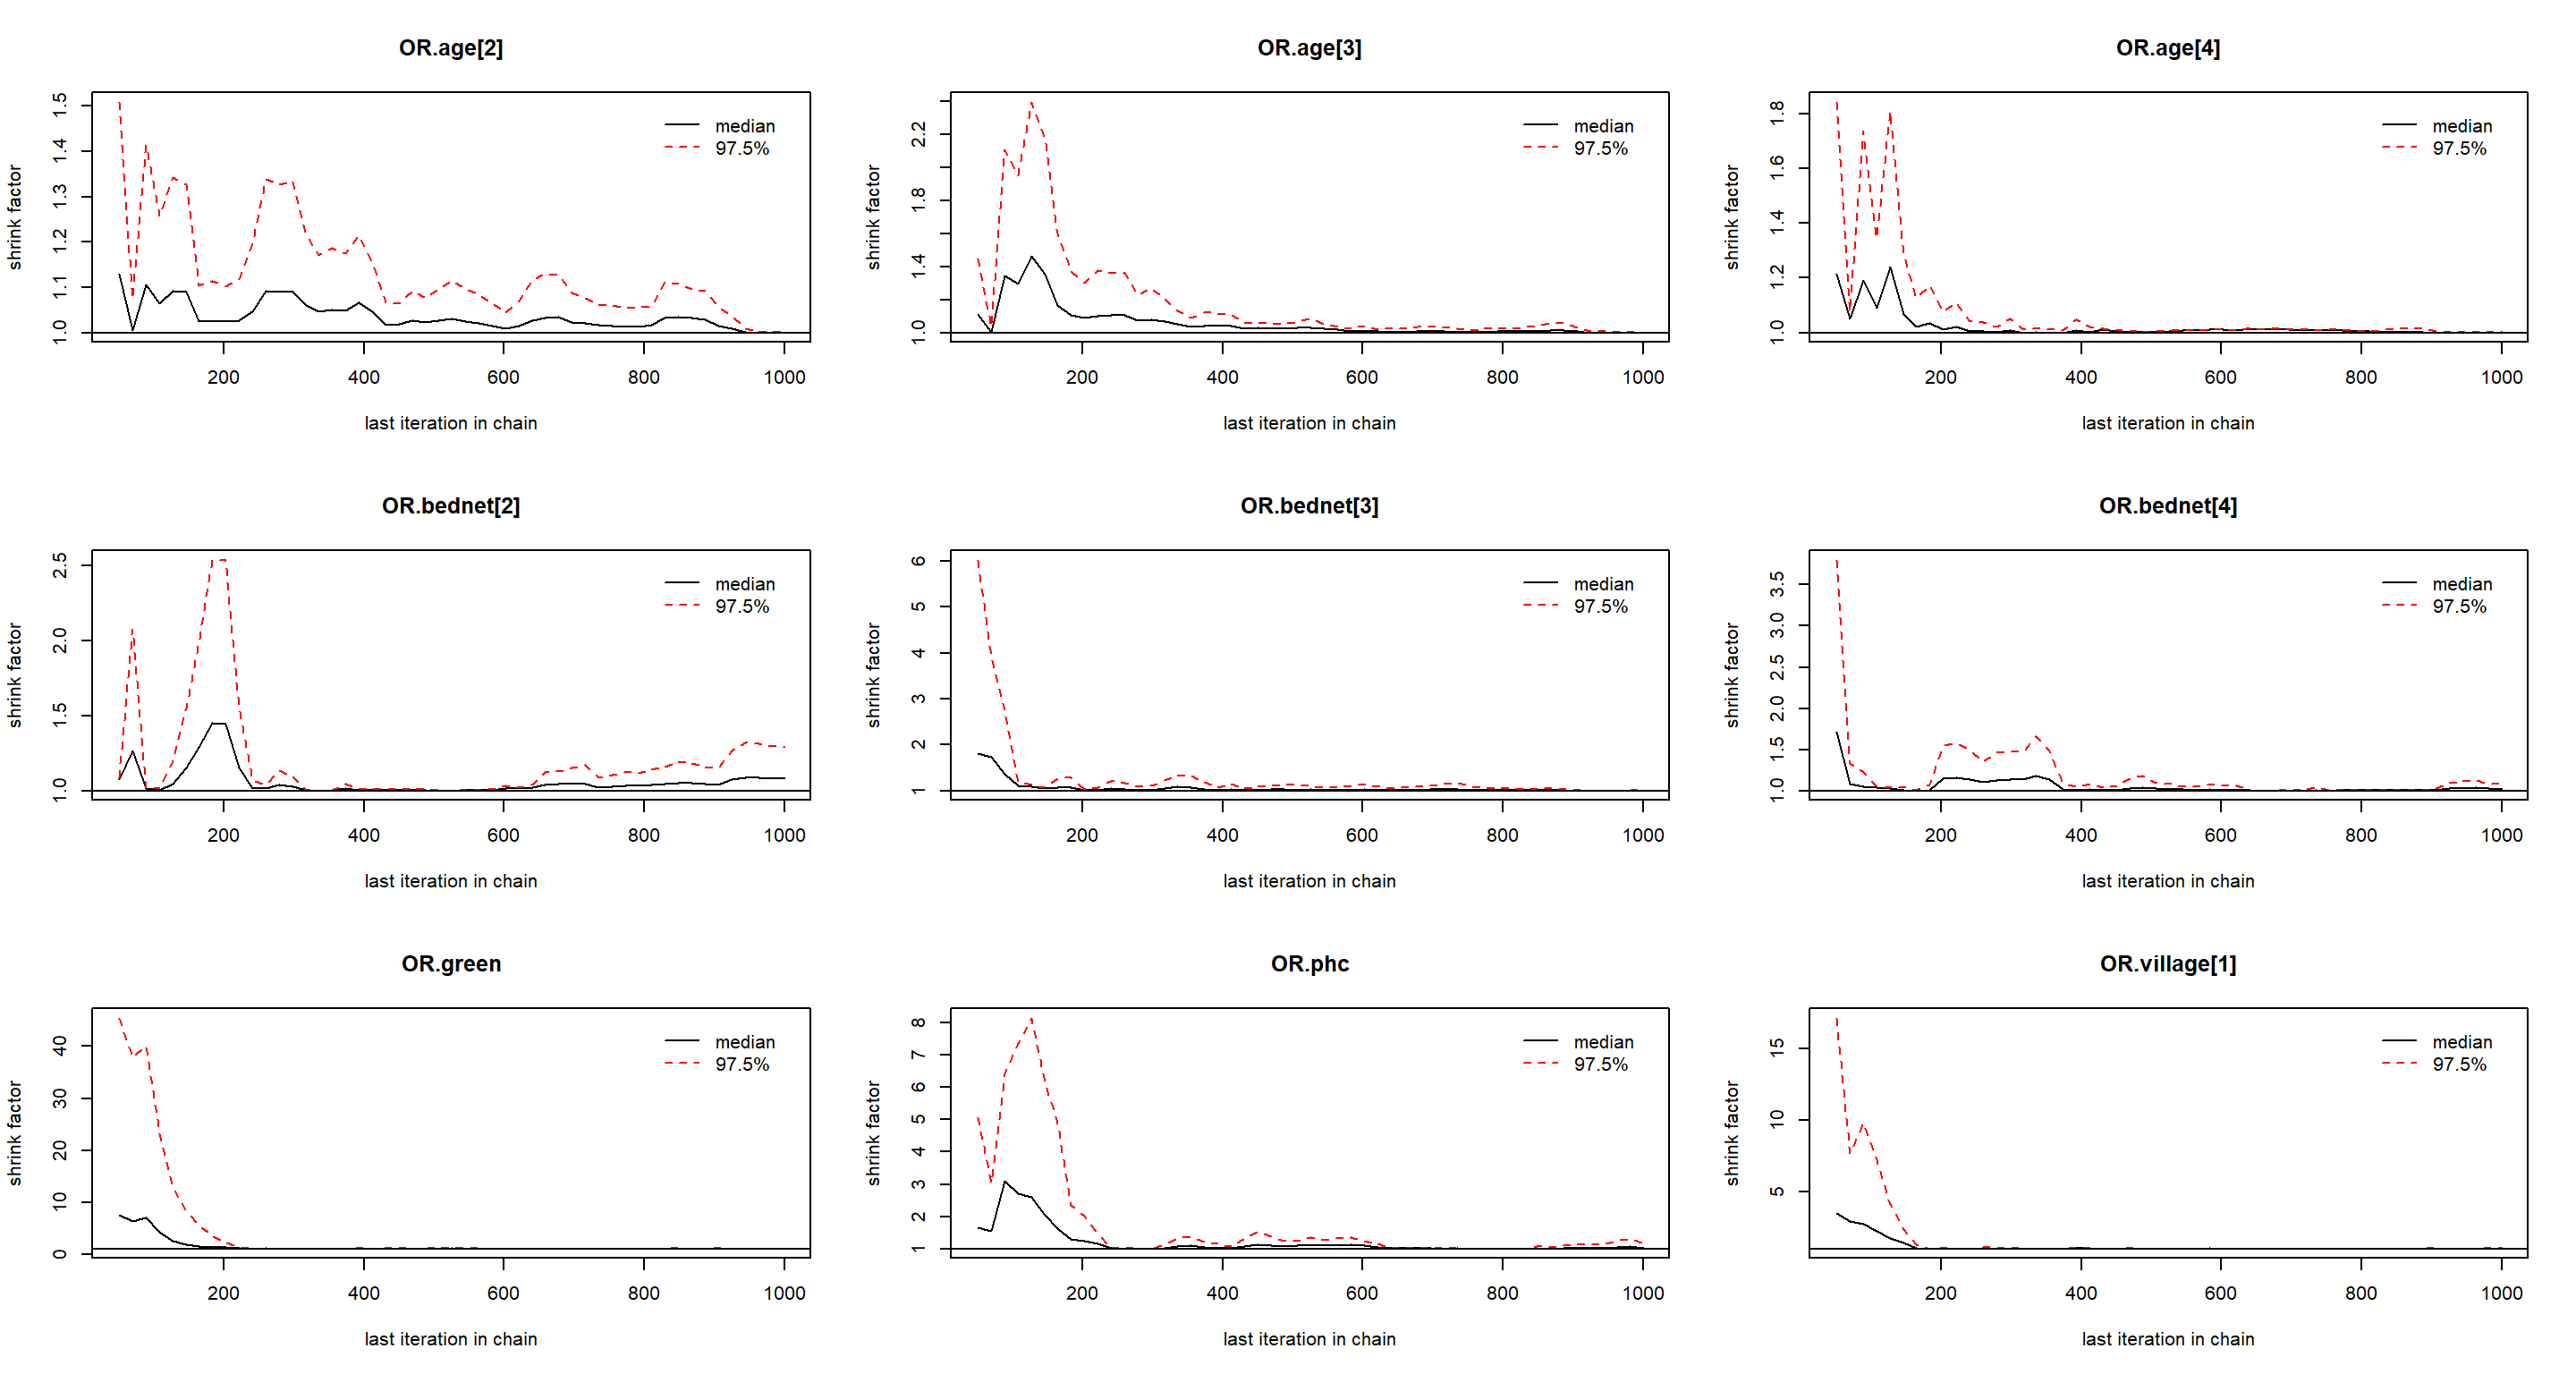 OR.age[2]
shrink factor
1.0 1.1 1.2 1.3 1.4 1.5
median
97.5%
200 400 600 800 1000
last iteration in chain
OR.age[3]
shrink factor
1.0 1.4 1.8 2.2
median
97.5%
200 400 600 800 1000
last iteration in chain
OR.age[4]
shrink factor
1.0 1.2 1.4 1.6 1.8
median
97.5%
200 400 600 800 1000
last iteration in chain
OR.bednet[2]
shrink factor
1.0 1.5 2.0 2.5
median
97.5%
200 400 600 800 1000
last iteration in chain
OR.bednet[3]
shrink factor
1 2 3 4 5 6
median
97.5%
200 400 600 800 1000
last iteration in chain
OR.bednet[4]
shrink factor
1.0 1.5 2.0 2.5 3.0 3.5
median
97.5%
200 400 600 800 1000
last iteration in chain
OR.green
shrink factor
0 10 20 30 40
median
97.5%
200 400 600 800 1000
last iteration in chain
OR.phc
shrink factor
1 2 3 4 5 6 7 8
median
97.5%
200 400 600 800 1000
last iteration in chain
OR.village[1]
shrink factor
5 10 15
median
97.5%
200 400 600 800 1000
last iteration in chain